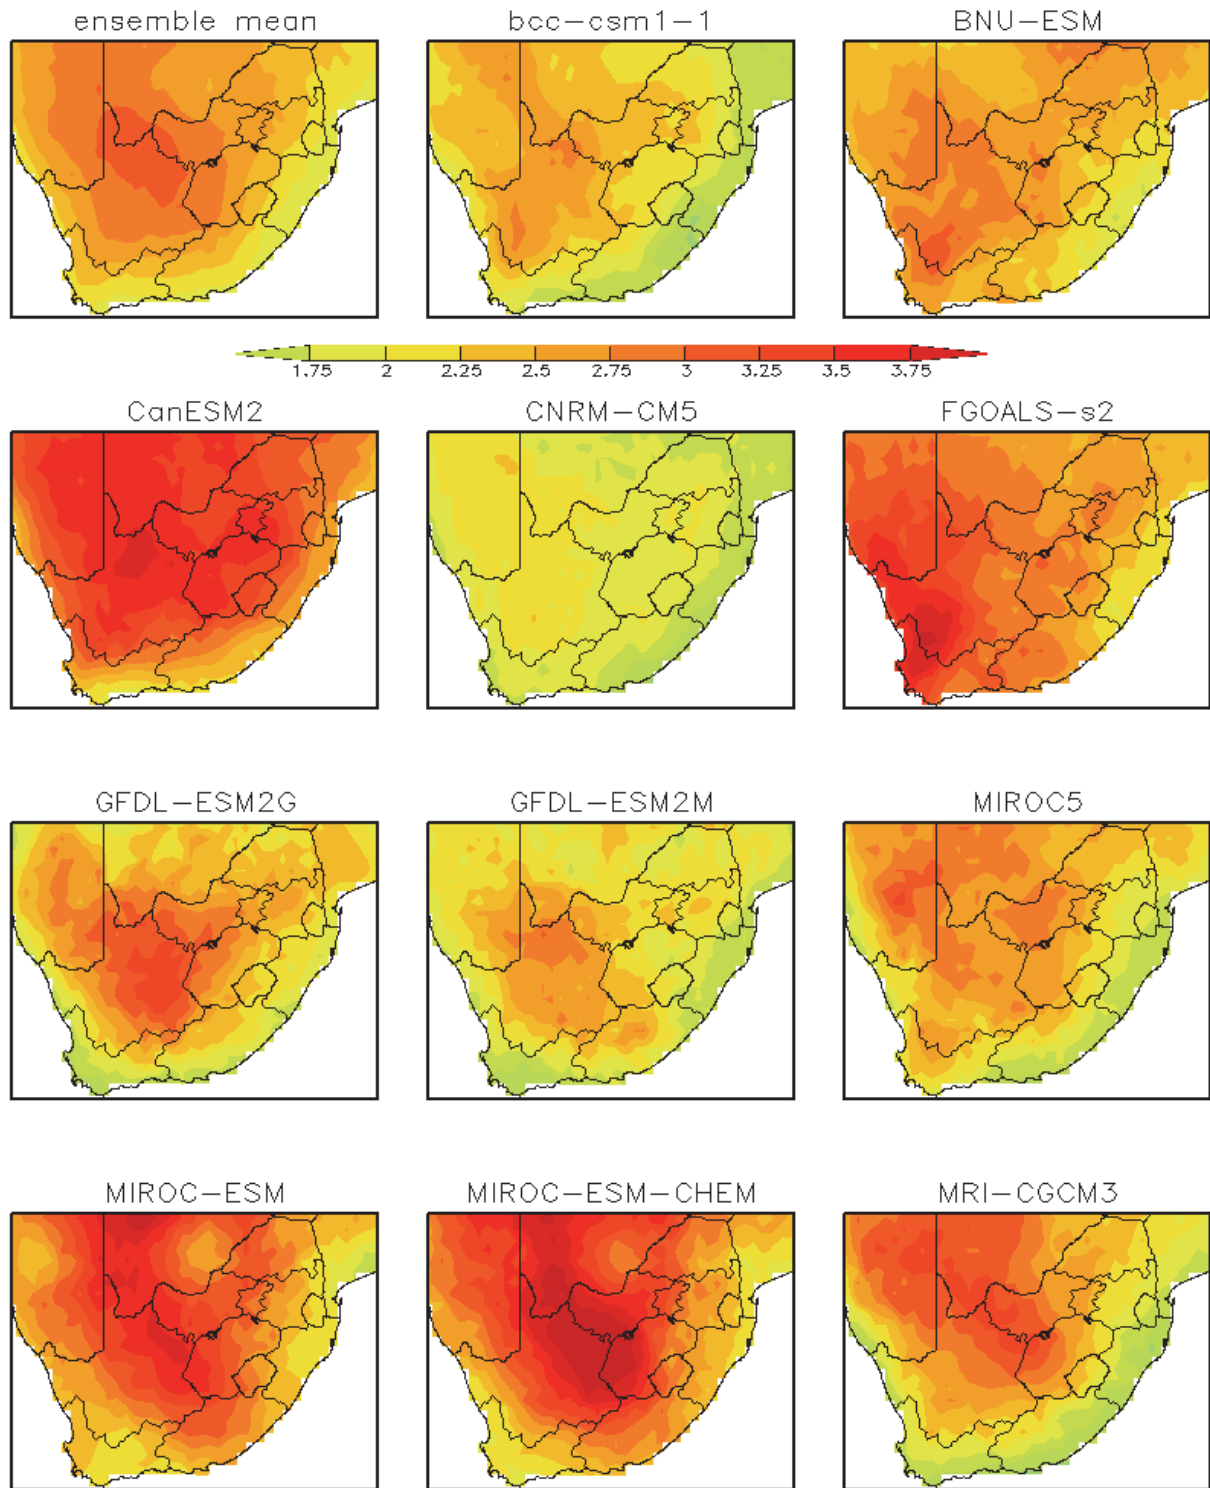 ensemble mean bcc-csm1-1 BNU-ESM
1.75 2 2.25 2.5 2.75 3 3.25 3.5 3.75
CanESM2 CNRM-CM5 FGOALS-s2
GFDL-ESM2G GFDL-ESM2M MIROC5
MIROC-ESM MIROC-ESM-CHEM MRI-CGCM3